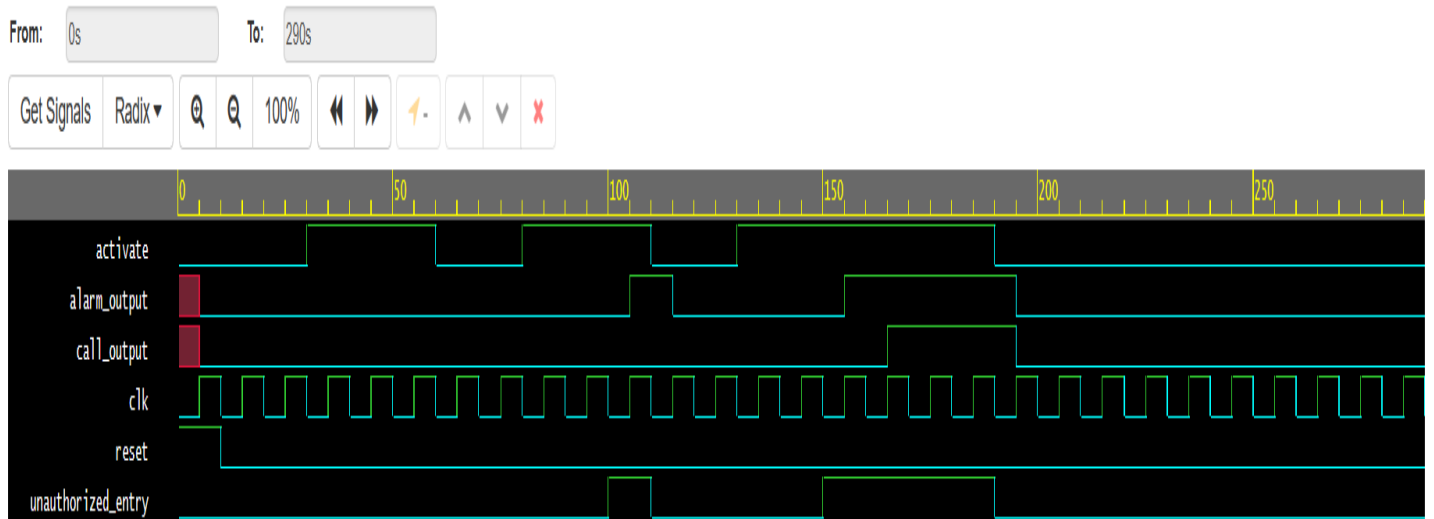 From: 0s To: 290s
Get Signals Radix▾ 100% -
0 50 100 150 200 250
activate
alarm_output
call_output
clk
reset
unauthorized_entry